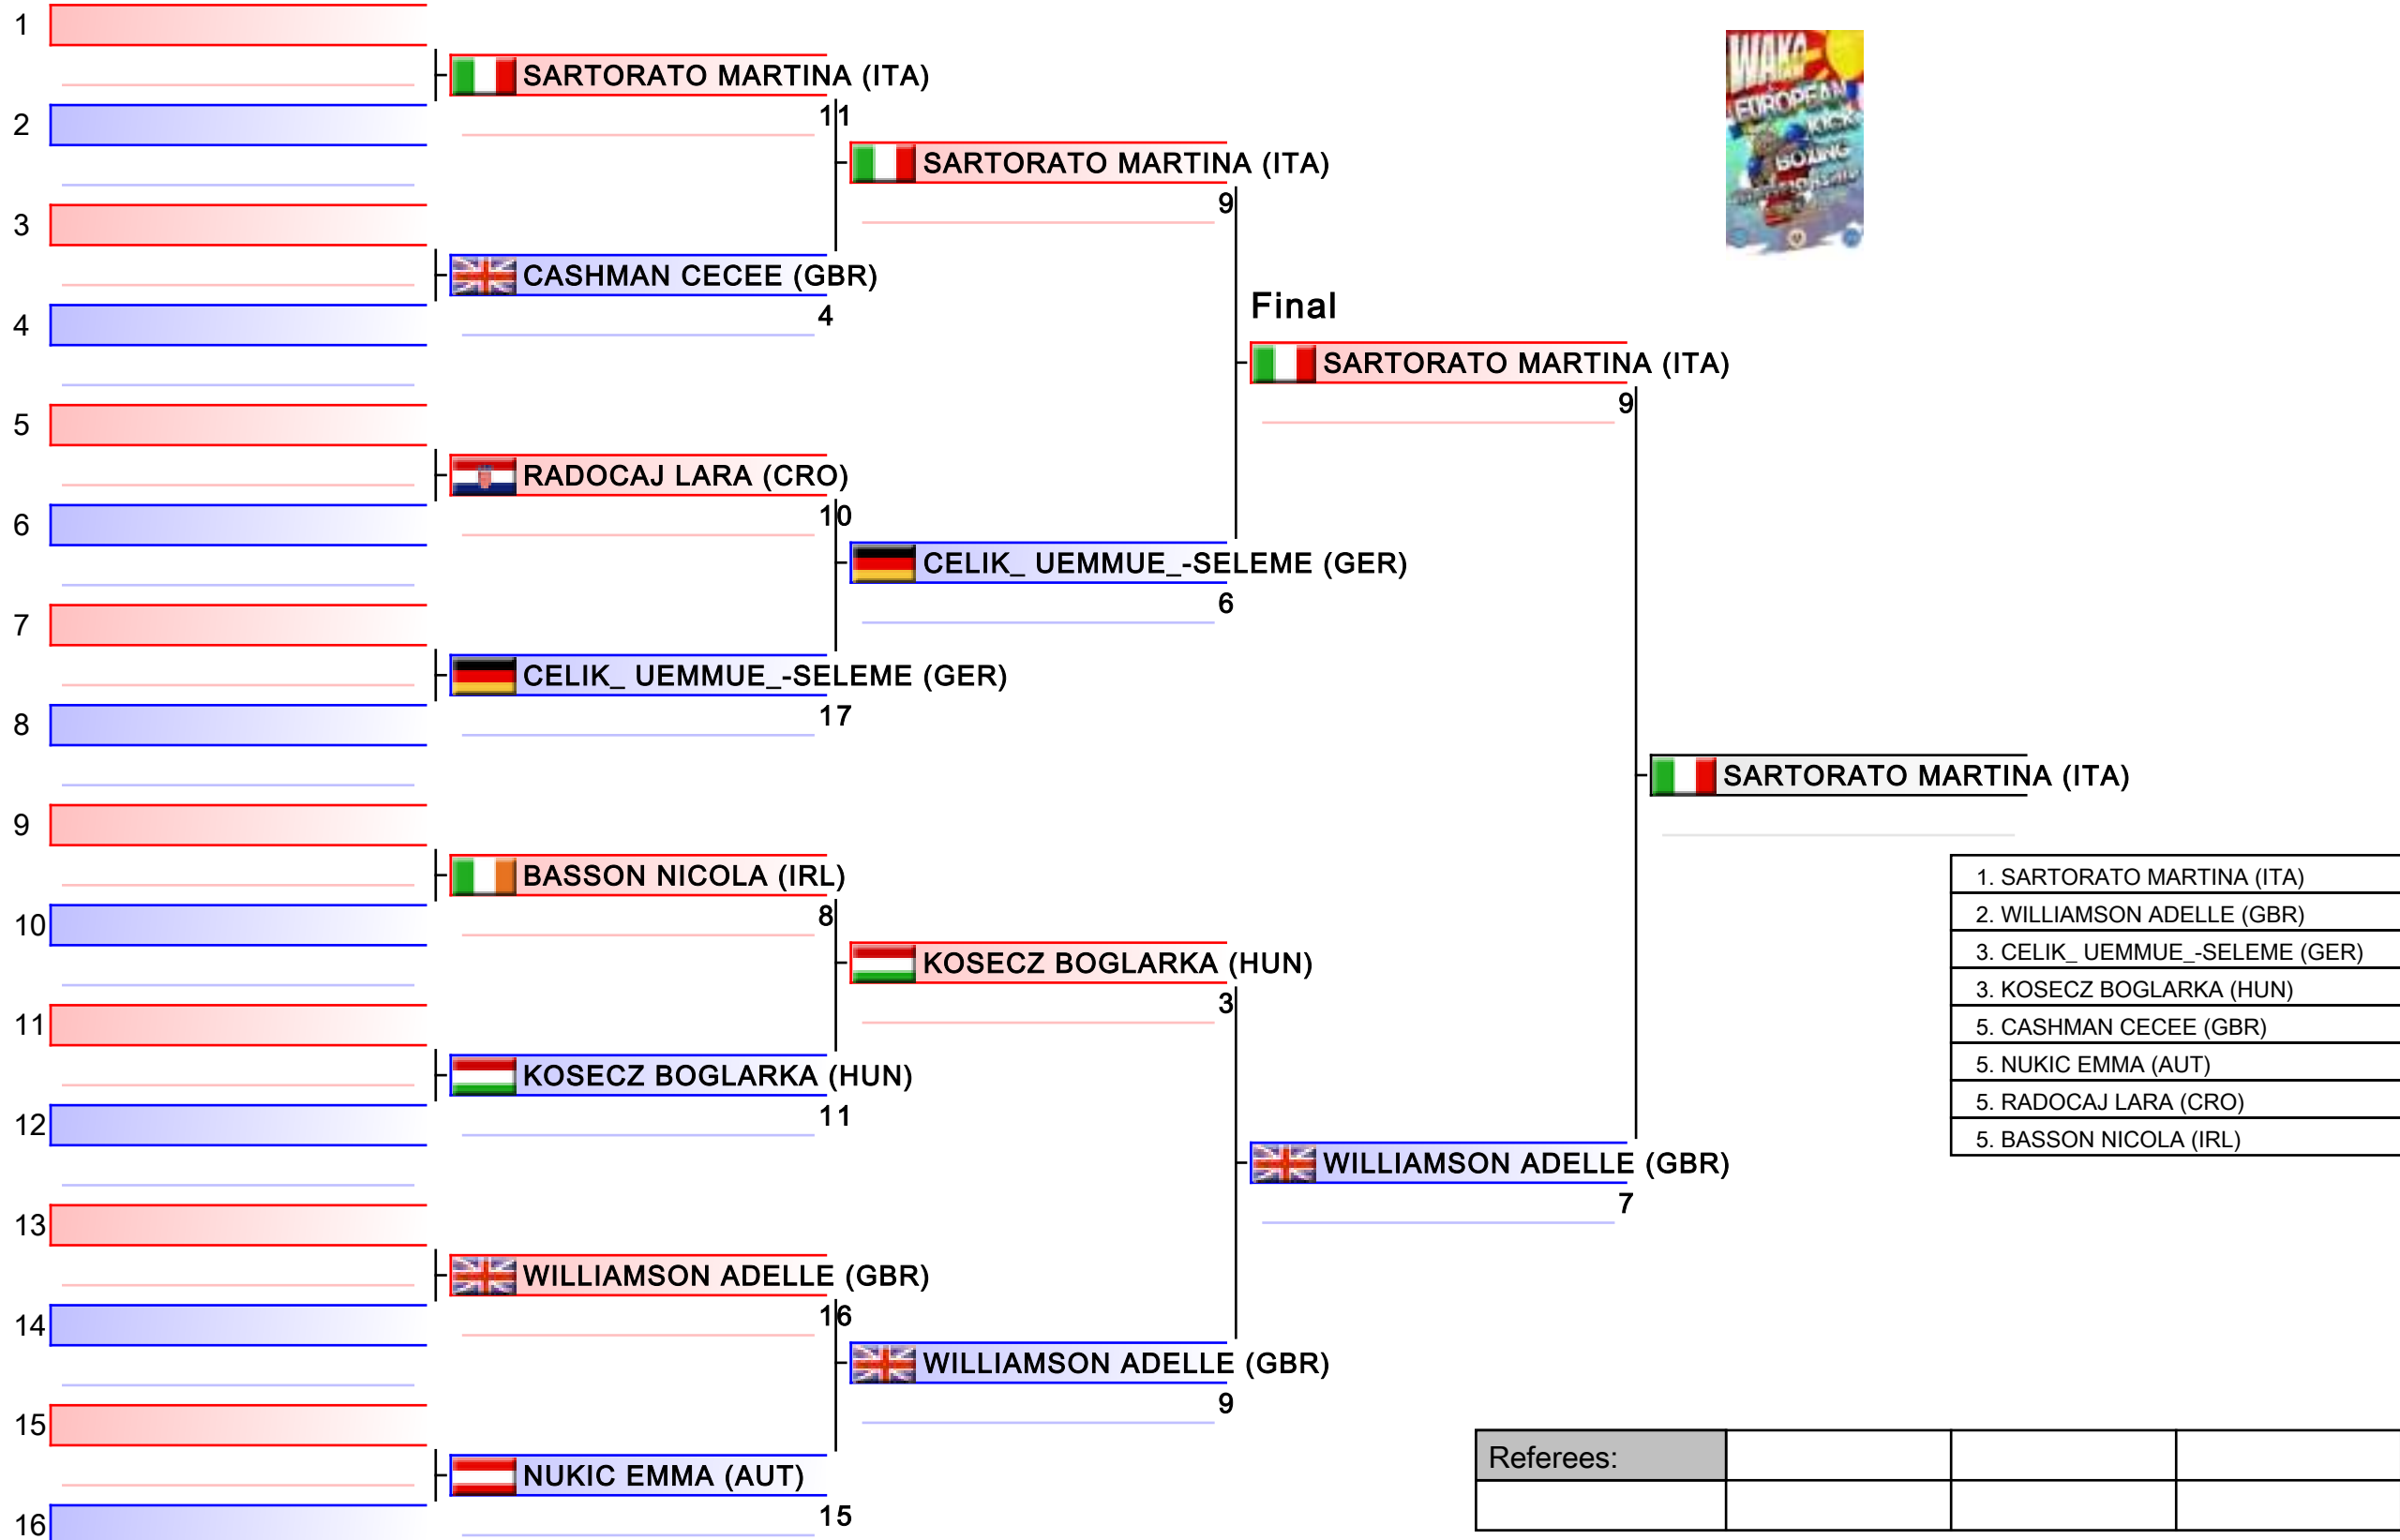 1
SARTORATO MARTINA (ITA)
11
2
SARTORATO MARTINA (ITA)
9
3
CASHMAN CECEE (GBR)
4
4
Final
SARTORATO MARTINA (ITA)
9
5
RADOCAJ LARA (CRO)
10
6
CELIK_ UEMMUE_-SELEME (GER)
6
7
CELIK_ UEMMUE_-SELEME (GER)
17
8
SARTORATO MARTINA (ITA)
9
BASSON NICOLA (IRL)
8
10
KOSECZ BOGLARKA (HUN)
3
11
KOSECZ BOGLARKA (HUN)
11
12
WILLIAMSON ADELLE (GBR)
7
13
WILLIAMSON ADELLE (GBR)
16
14
WILLIAMSON ADELLE (GBR)
9
15
NUKIC EMMA (AUT)
15
16
1. SARTORATO MARTINA (ITA)
2. WILLIAMSON ADELLE (GBR)
3. CELIK_ UEMMUE_-SELEME (GER)
3. KOSECZ BOGLARKA (HUN)
5. CASHMAN CECEE (GBR)
5. NUKIC EMMA (AUT)
5. RADOCAJ LARA (CRO)
5. BASSON NICOLA (IRL)
Referees:
WAKO
EUROPEAN
KICK
BOXING